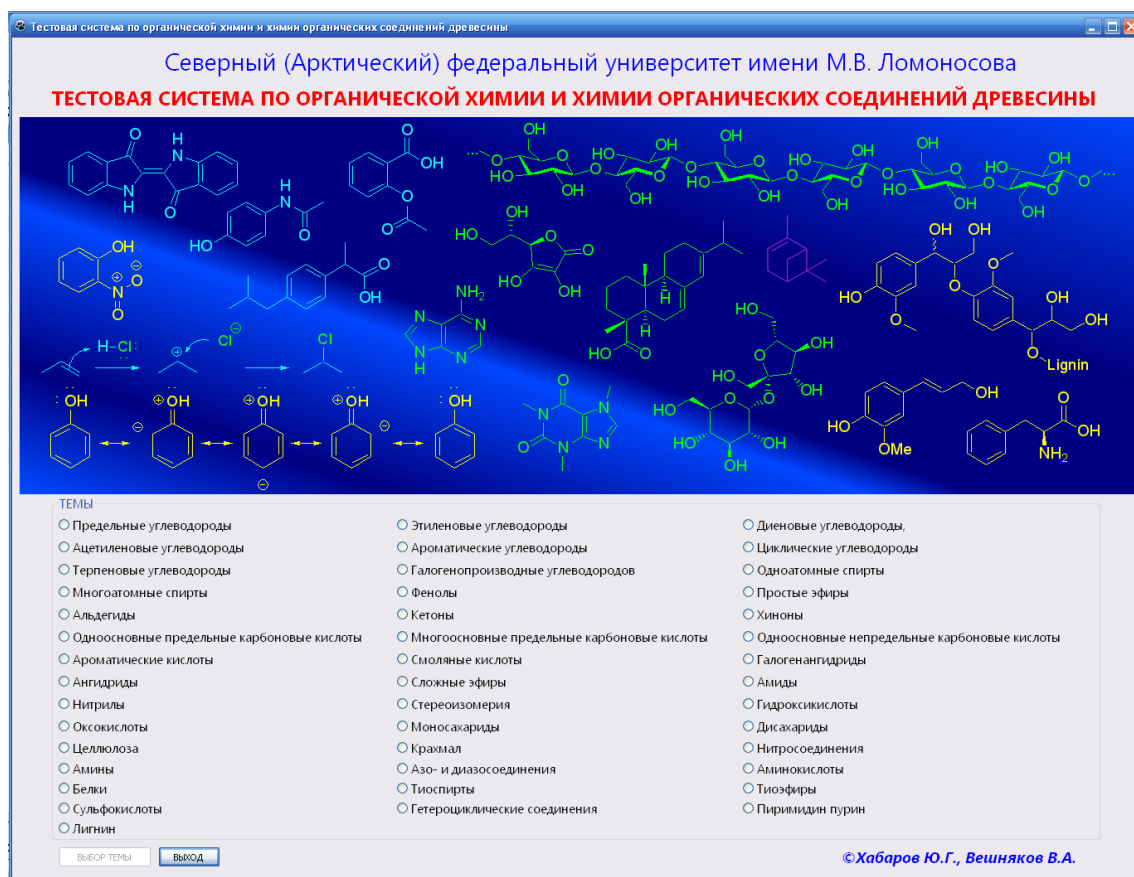 Тестовая система по органической химии и химии органических соединений древесины
Северный (Арктический) федеральный университет имени М.В. Ломоносова
ТЕСТОВАЯ СИСТЕМА ПО ОРГАНИЧЕСКОЙ ХИМИИ И ХИМИИ ОРГАНИЧЕСКИХ СОЕДИНЕНИЙ ДРЕВЕСИНЫ
Lignin
OMe
ТЕМЫ
Предельные углеводороды Этиленовые углеводороды Диеновые углеводороды,
Ацетиленовые углеводороды Ароматические углеводороды Циклические углеводороды
Терпеновые углеводороды Галогенопроизводные углеводородов Одноатомные спирты
Многоатомные спирты Фенолы Простые эфиры
Альдегиды Кетоны Хиноны
Одноосновные предельные карбоновые кислоты Многоосновные предельные карбоновые кислоты Одноосновные непредельные карбоновые кислоты
Ароматические кислоты Смоляные кислоты Галогенангидриды
Ангидриды Сложные эфиры Амиды
Нитрилы Стереоизомерия Гидроксикислоты
Оксокислоты Моносахариды Дисахариды
Целлюлоза Крахмал Нитросоединения
Амины Азо- и диазосоединения Аминокислоты
Белки Тиоспирты Тиоэфиры
Сульфокислоты Гетероциклические соединения Пиримидин пурин
Лигнин
ВЫБОР ТЕМЫ ВЫХОД ©Хабаров Ю.Г., Вешняков В.А.